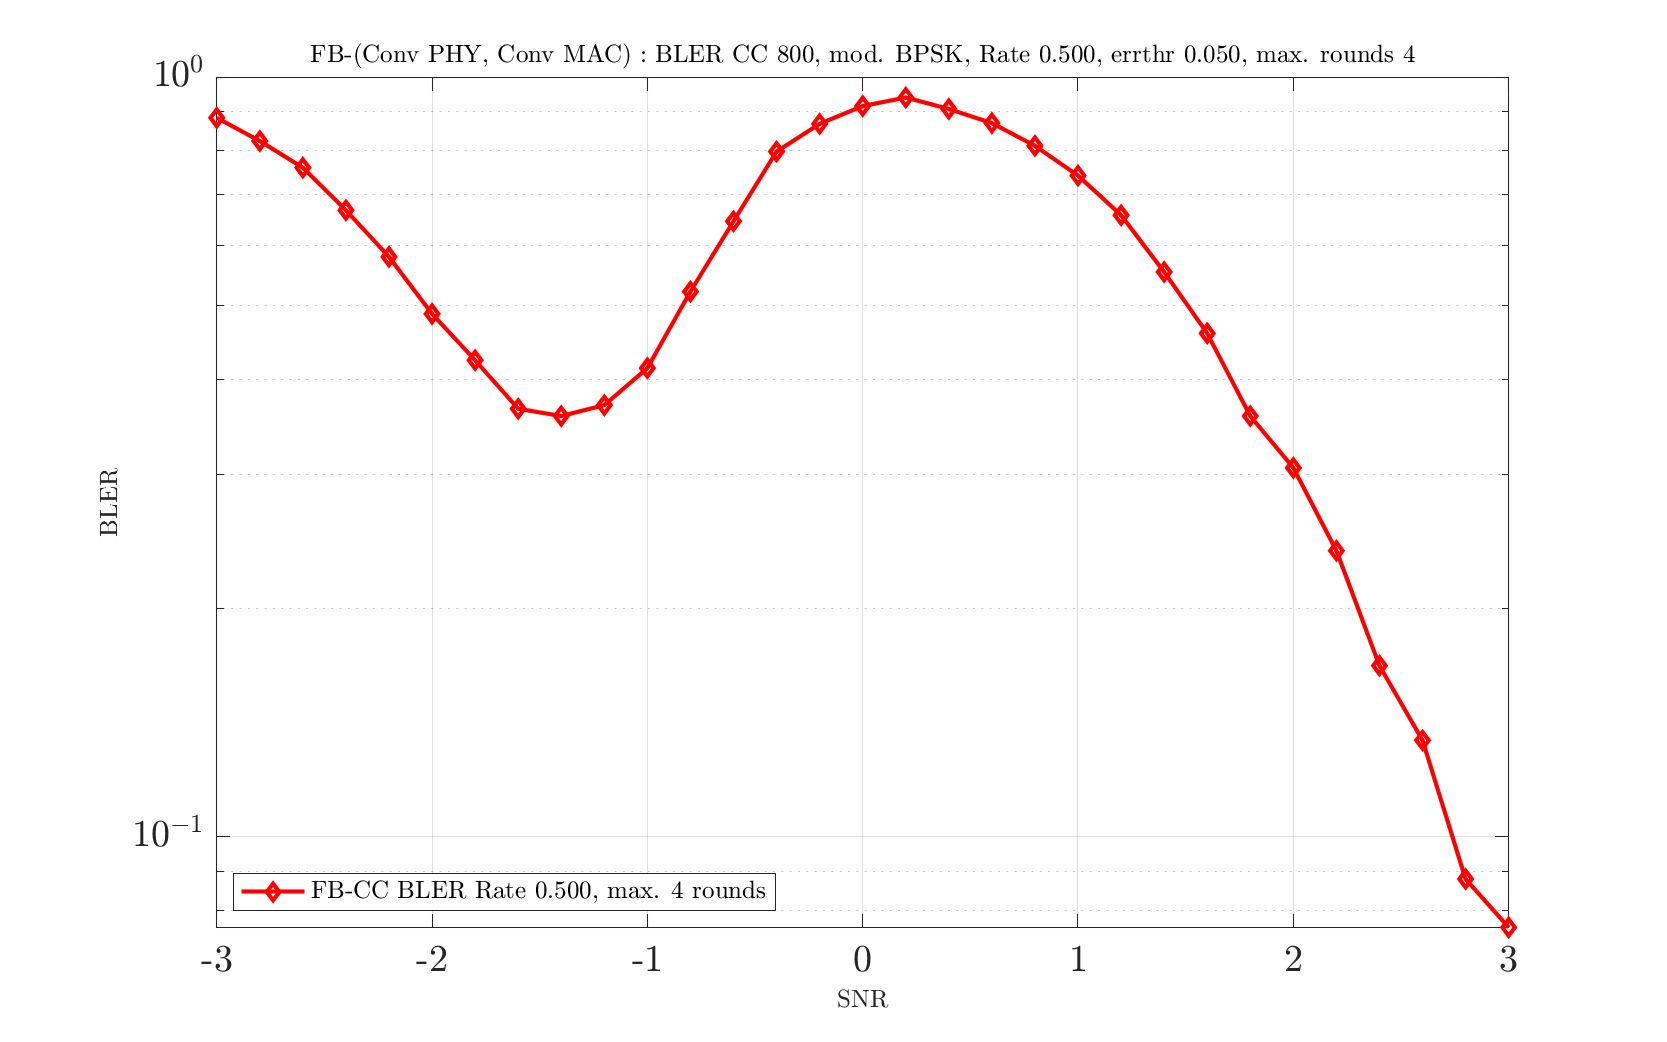 FB-(Conv PHY, Conv MAC) : BLER CC 800, mod. BPSK, Rate 0.500, errthr 0.050, max. rounds 4
10^0
BLER
10^{-1}
FB-CC BLER Rate 0.500, max. 4 rounds
-3 -2 -1 0 1 2 3
SNR